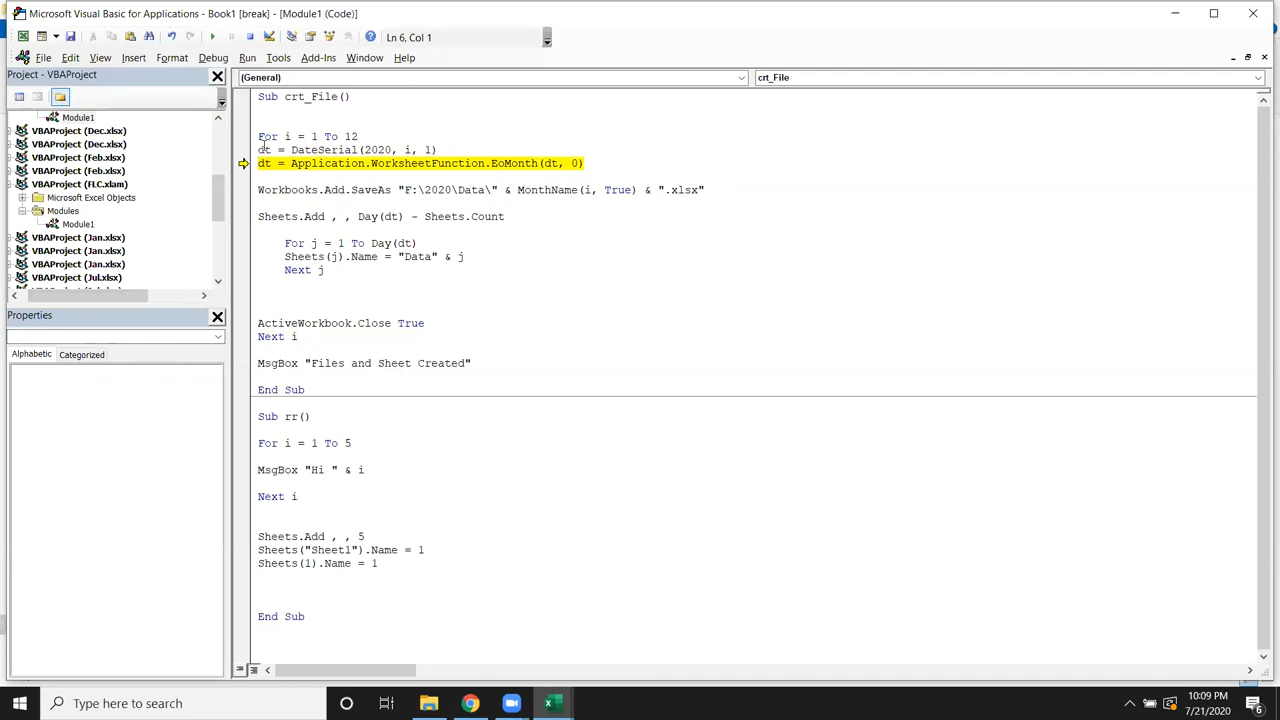 Microsoft Visual Basic for Applications - Book1 [break] - [Module1 (Code)]
Ln 6, Col 1
File Edit View Insert Format Debug Run Tools Add-Ins Window Help
Project - VBAProject
(General)
crt_File
Module1
VBAProject (Dec.xlsx)
VBAProject (Dec.xlsx)
VBAProject (Feb.xlsx)
VBAProject (Feb.xlsx)
VBAProject (FLC.xlam)
Microsoft Excel Objects
Modules
Module1
VBAProject (Jan.xlsx)
VBAProject (Jan.xlsx)
VBAProject (Jan.xlsx)
VBAProject (Jul.xlsx)
Properties
Alphabetic Categorized
Sub crt_File()
For i = 1 To 12
dt = DateSerial(2020, i, 1)
dt = Application.WorksheetFunction.EoMonth(dt, 0)
Workbooks.Add.SaveAs "F:\2020\Data\" & MonthName(i, True) & ".xlsx"
Sheets.Add , , Day(dt) - Sheets.Count
For j = 1 To Day(dt)
Sheets(j).Name = "Data" & j
Next j
ActiveWorkbook.Close True
Next i
MsgBox "Files and Sheet Created"
End Sub
Sub rr()
For i = 1 To 5
MsgBox "Hi " & i
Next i
Sheets.Add , , 5
Sheets("Sheet1").Name = 1
Sheets(1).Name = 1
End Sub
Type here to search
10:09 PM
7/21/2020
6